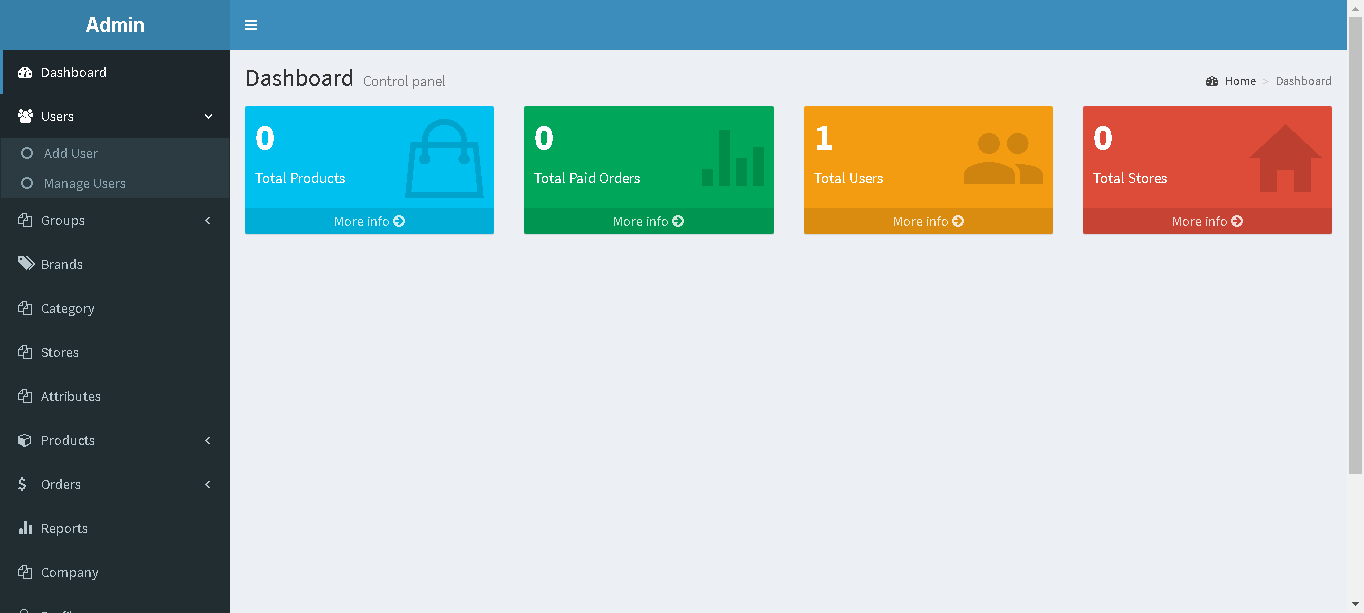 Admin
Dashboard
Users
Add User
Manage Users
Groups
Brands
Category
Stores
Attributes
Products
Orders
Reports
Company
Dashboard Control panel
Home > Dashboard
0
Total Products
More info
0
Total Paid Orders
More info
1
Total Users
More info
0
Total Stores
More info